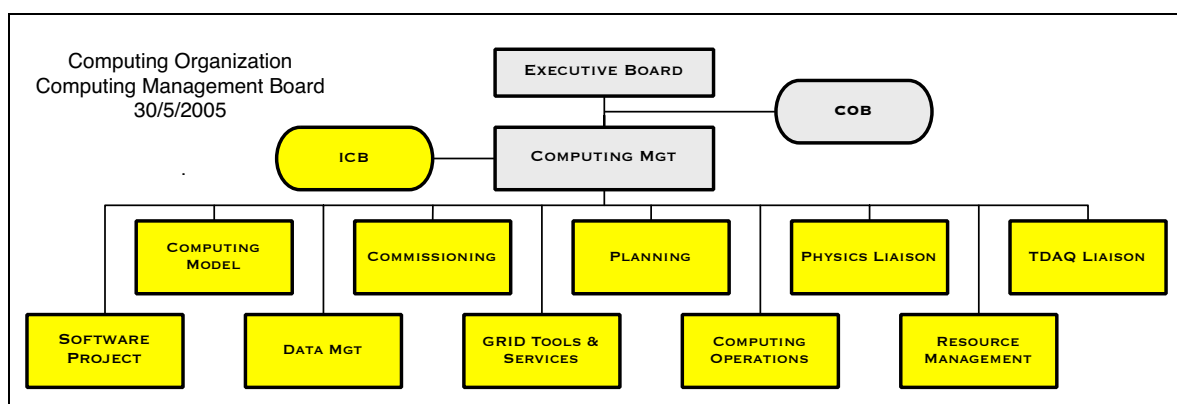 Computing Organization
Computing Management Board
30/5/2005
EXECUTIVE BOARD
COB
ICB
COMPUTING MGT
COMPUTING
MODEL
COMMISSIONING
PLANNING
PHYSICS LIAISON
TDAQ LIAISON
SOFTWARE
PROJECT
DATA MGT
GRID TOOLS &
SERVICES
COMPUTING
OPERATIONS
RESOURCE
MANAGEMENT